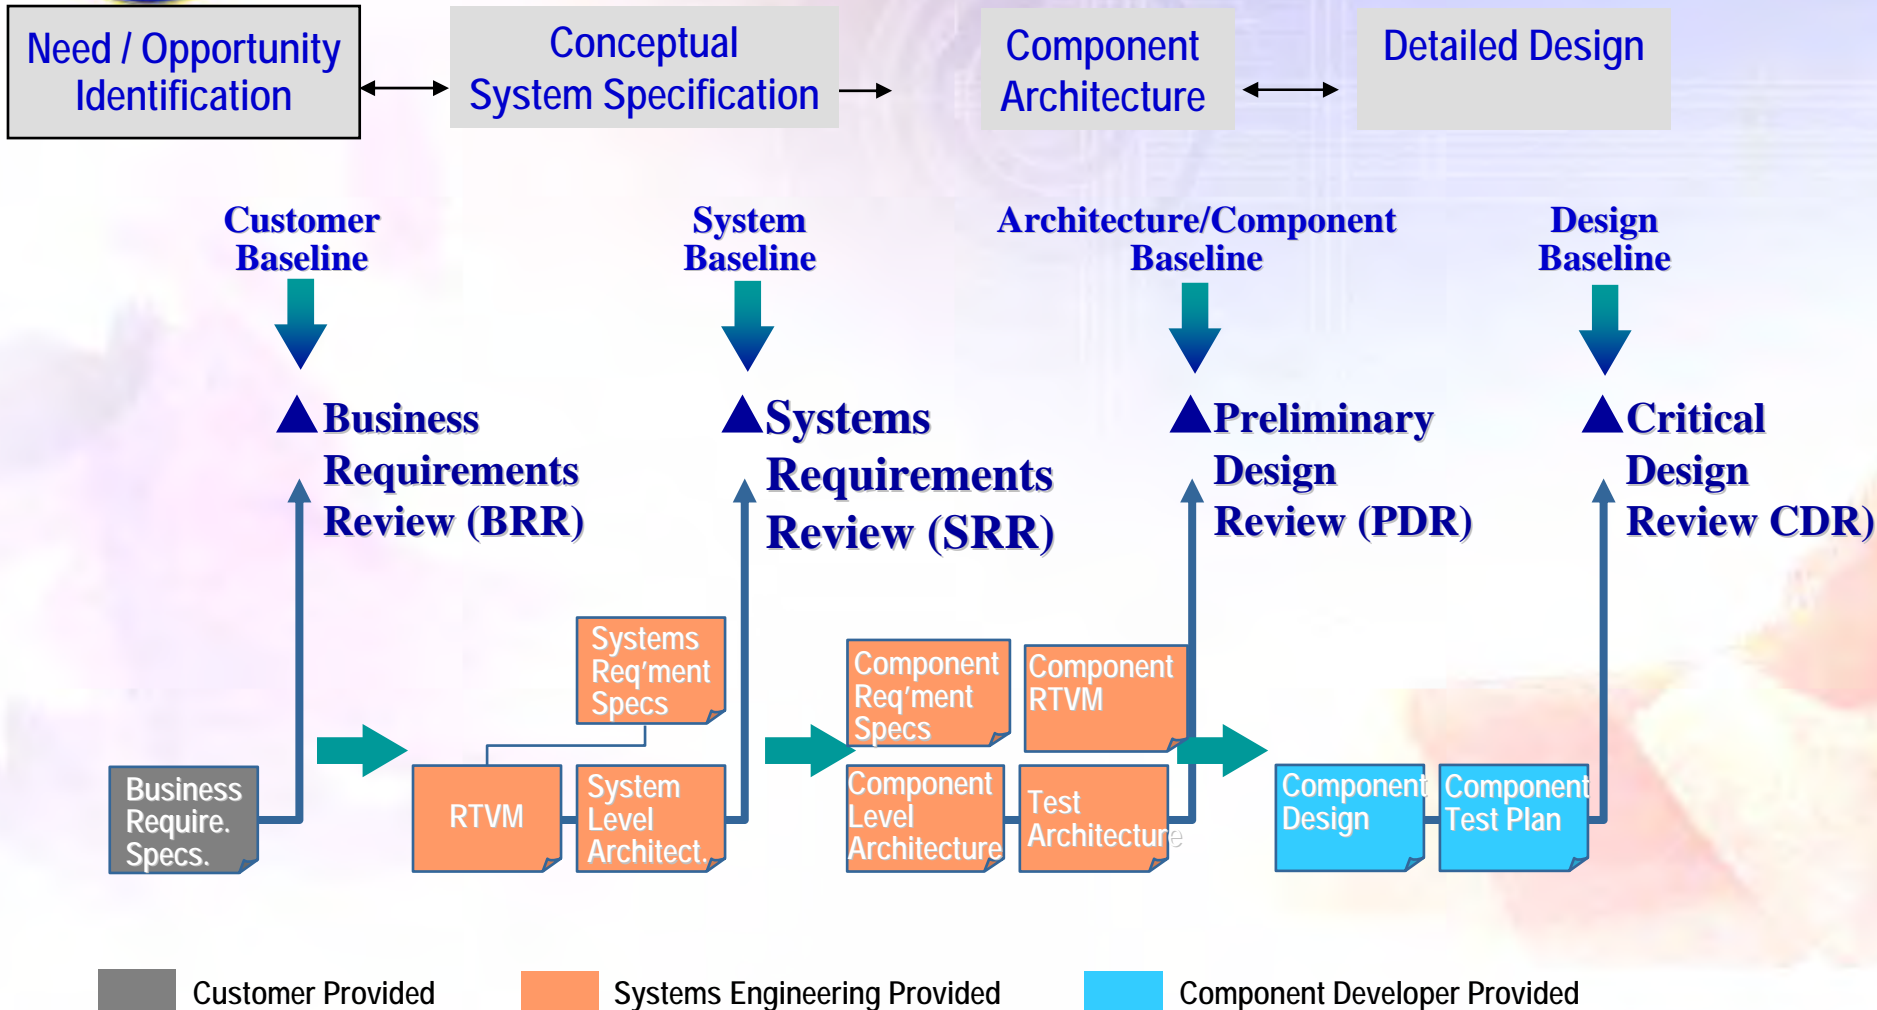 Need / Opportunity
Identification
Conceptual
System Specification
Component
Architecture
Detailed Design
Customer
Baseline
System
Baseline
Architecture/Component
Baseline
Design
Baseline
Business
Requirements
Review (BRR)
Systems
Requirements
Review (SRR)
Preliminary
Design
Review (PDR)
Critical
Design
Review CDR)
Business
Require.
Specs.
RTVM
Systems
Req'ment
Specs
System
Level
Architect.
Component
Req'ment
Specs
Component
RTVM
Component
Level
Architecture
Test
Architecture
Component
Design
Component
Test Plan
Customer Provided
Systems Engineering Provided
Component Developer Provided